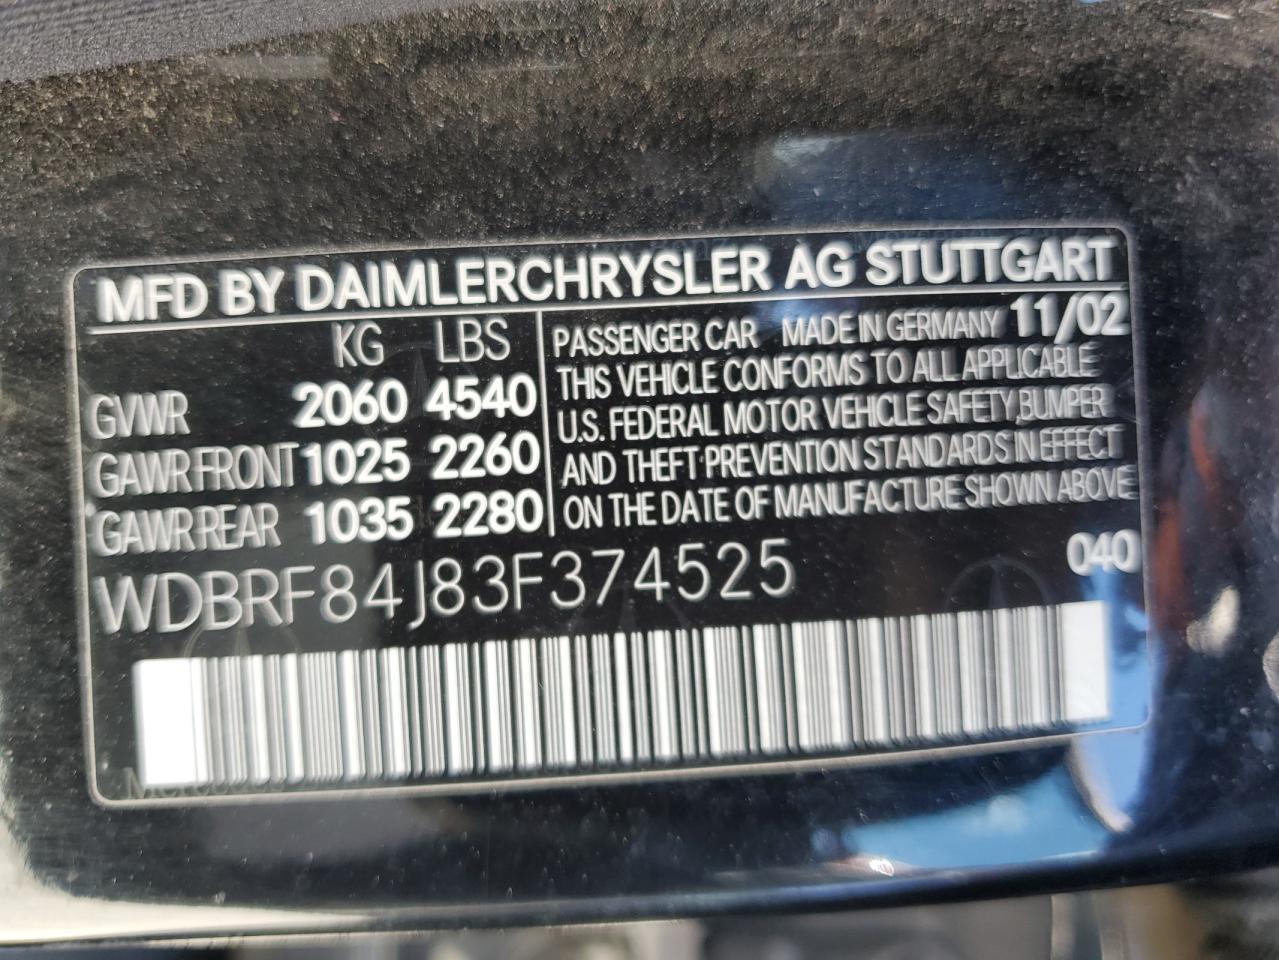 MFD BY DAIMLERCHRYSLER AG STUTTGART
KG LBS
GVWR 2060 4540
GAWR FRONT 1025 2260
GAWR REAR 1035 2280
PASSENGER CAR MADE IN GERMANY 11/02
THIS VEHICLE CONFORMS TO ALL APPLICABLE
U.S. FEDERAL MOTOR VEHICLE SAFETY, BUMPER
AND THEFT PREVENTION STANDARDS IN EFFECT
ON THE DATE OF MANUFACTURE SHOWN ABOVE
WDBRF84J83F374525
040